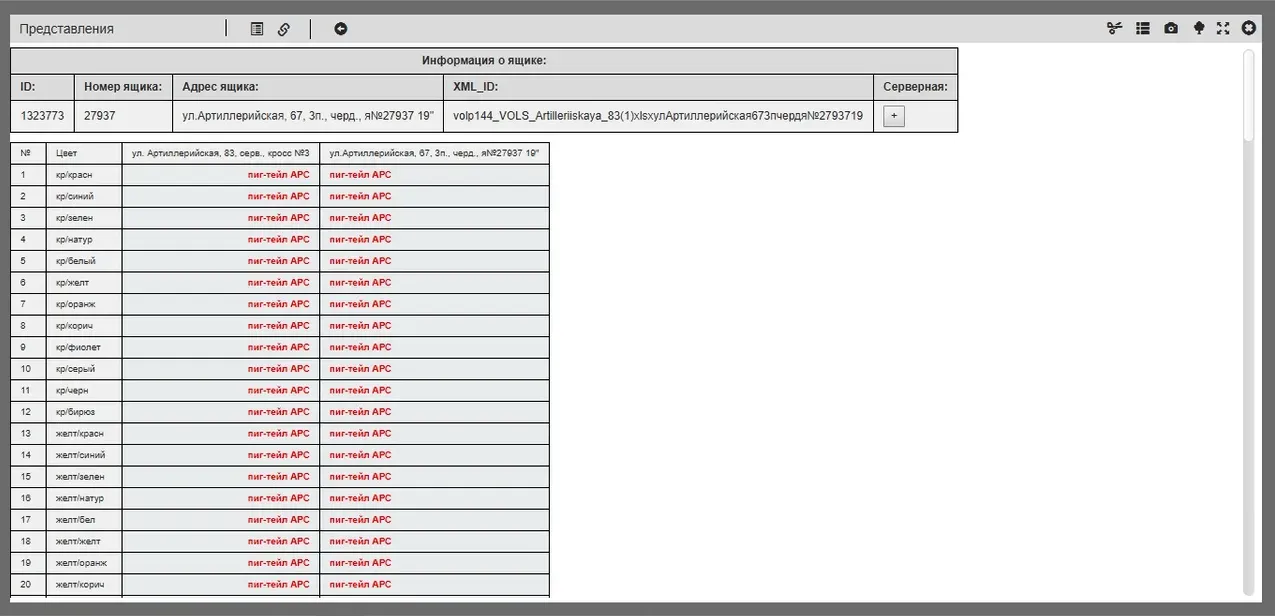 Представления
Информация о ящике:
ID: Номер ящика: Адрес ящика: XML_ID: Серверная:
1323773 27937 ул.Артиллерийская, 67, 3п., черд., я№27937 19" volp144_VOLS_Artilleriiskaya_83(1)xlsxулАртиллерийская673пчердя№2793719 +
№ Цвет ул. Артиллерийская, 83, серв., кросс №3 ул.Артиллерийская, 67, 3п., черд., я№27937 19"
1 кр/красн пиг-тейл APC пиг-тейл APC
2 кр/синий пиг-тейл APC пиг-тейл APC
3 кр/зелен пиг-тейл APC пиг-тейл APC
4 кр/натур пиг-тейл APC пиг-тейл APC
5 кр/белый пиг-тейл APC пиг-тейл APC
6 кр/желт пиг-тейл APC пиг-тейл APC
7 кр/оранж пиг-тейл APC пиг-тейл APC
8 кр/корич пиг-тейл APC пиг-тейл APC
9 кр/фиолет пиг-тейл APC пиг-тейл APC
10 кр/серый пиг-тейл APC пиг-тейл APC
11 кр/черн пиг-тейл APC пиг-тейл APC
12 кр/бирюз пиг-тейл APC пиг-тейл APC
13 желт/красн пиг-тейл APC пиг-тейл APC
14 желт/синий пиг-тейл APC пиг-тейл APC
15 желт/зелен пиг-тейл APC пиг-тейл APC
16 желт/натур пиг-тейл APC пиг-тейл APC
17 желт/бел пиг-тейл APC пиг-тейл APC
18 желт/желт пиг-тейл APC пиг-тейл APC
19 желт/оранж пиг-тейл APC пиг-тейл APC
20 желт/корич пиг-тейл APC пиг-тейл APC